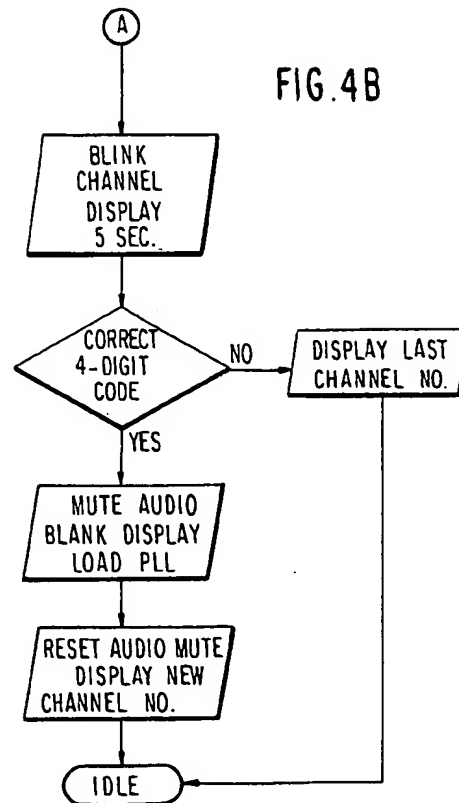 A
FIG.4B
BLINK
CHANNEL
DISPLAY
5 SEC.
CORRECT
4-DIGIT
CODE
NO
DISPLAY LAST
CHANNEL NO.
YES
MUTE AUDIO
BLANK DISPLAY
LOAD PLL
RESET AUDIO MUTE
DISPLAY NEW
CHANNEL NO.
IDLE